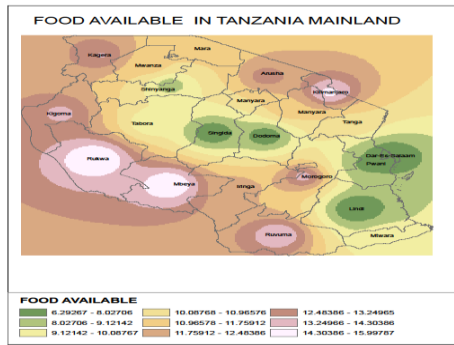 FOOD AVAILABLE IN TANZANIA MAINLAND
Mara
Kagera
Mwanza
Arusha
Shinyanga
Kilimanjaro
Manyara
Kigoma
Manyara
Tabora
Tanga
Singida
Dodoma
Dar-Es-Salaam
Pwani
Rukwa
Morogoro
Mbeya
Iringa
Lindi
Ruvuma
Mtwara
FOOD AVAILABLE
6.29267 - 8.02706
10.08768 - 10.96576
12.48386 - 13.24965
8.02706 - 9.12142
10.96578 - 11.75912
13.24966 - 14.30386
9.12142 - 10.08767
11.75912 - 12.48386
14.30386 - 15.99787